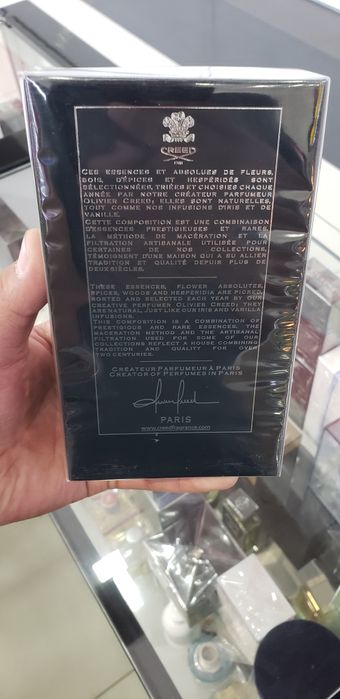 CREED
1760
CES ESSENCES ET ABSOLUES DE FLEURS,
BOIS, D'ÉPICES ET HESPÉRIDÉS SONT
SÉLECTIONNÉES, TRIÉES ET CHOISIES CHAQUE
ANNÉE PAR NOTRE CRÉATEUR PARFUMEUR
OLIVIER CREED; ELLES SONT NATURELLES,
TOUT COMME NOS INFUSIONS D'IRIS ET DE
VANILLE.
CETTE COMPOSITION EST UNE COMBINAISON
D'ESSENCES PRESTIGIEUSES ET RARES.
LA MÉTHODE DE MACÉRATION ET LA
FILTRATION ARTISANALE UTILISÉE POUR
CERTAINES DE NOS COLLECTIONS,
TÉMOIGNENT D'UNE MAISON QUI A SU ALLIER
TRADITION ET QUALITÉ DEPUIS PLUS DE
DEUX SIÈCLES.
THESE ESSENCES, FLOWER ABSOLUTES,
SPICES, WOODS AND HESPERIDIA ARE PICKED,
SORTED AND SELECTED EACH YEAR BY OUR
CREATIVE PERFUMER OLIVIER CREED; THEY
ARE NATURAL, JUST LIKE OUR IRIS AND VANILLA
INFUSIONS.
THIS COMPOSITION IS A COMBINATION OF
PRESTIGIOUS AND RARE ESSENCES. THE
MACERATION METHOD AND THE ARTISANAL
FILTRATION USED FOR SOME OF OUR
COLLECTIONS REFLECT A HOUSE COMBINING
TRADITION AND QUALITY FOR OVER
TWO CENTURIES.
CRÉATEUR PARFUMEUR À PARIS
CREATOR OF PERFUMES IN PARIS
PARIS
www.creedfragrance.com